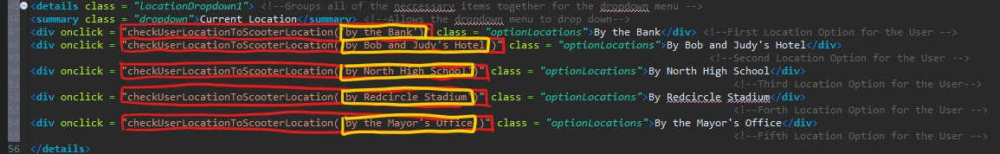 <details class = "locationDropdown1"> <!--Groups all of the neccessary items together for the dropdown menu -->
<summary class = "dropdown">Current Location</summary> <!--Allows the dropdown menu to drop down-->
<div onclick = "checkUserLocationToScooterLocation('by the Bank')" class = "optionLocations">By the Bank</div> <!--First Location Option for the User -->
<div onclick = "checkUserLocationToScooterLocation('by Bob and Judy's Hotel')" class = "optionLocations">By Bob and Judy's Hotel</div>
<!--Second Location Option for the User-->
<div onclick = "checkUserLocationToScooterLocation('by North High School')" class = "optionLocations">By North High School</div>
<!--Third Location Option for the User-->
<div onclick = "checkUserLocationToScooterLocation('by Redcircle Stadium')" class = "optionLocations">By Redcircle Stadium</div>
<!--Forth Location Option for the User -->
<div onclick = "checkUserLocationToScooterLocation('by the Mayor's Office')" class = "optionLocations">By the Mayor's Office</div>
<!--Fifth Location Option for the User -->
56 </details>